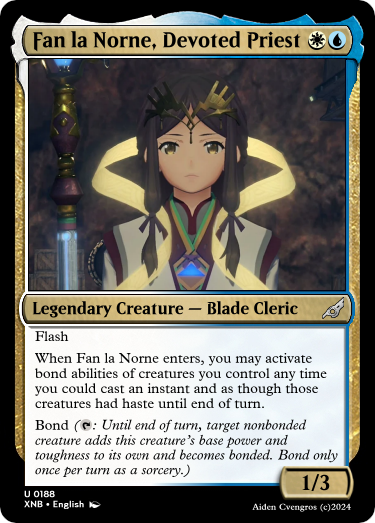 Fan la Norne, Devoted Priest
Legendary Creature — Blade Cleric
Flash
When Fan la Norne enters, you may activate
bond abilities of creatures you control any time
you could cast an instant and as though those
creatures had haste until end of turn.
Bond (: Until end of turn, target nonbonded
creature adds this creature's base power and
toughness to its own and becomes bonded. Bond only
once per turn as a sorcery.)
1/3
U 0188
XNB • English
Aiden Cvengros (c)2024